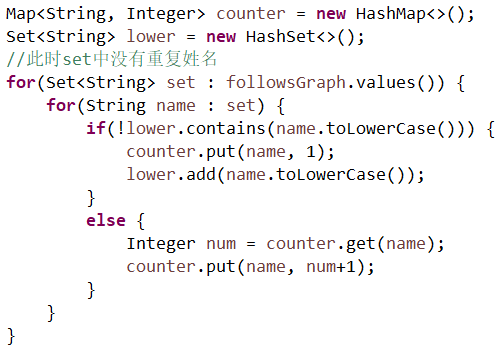 Map<String, Integer> counter = new HashMap<>();
Set<String> lower = new HashSet<>();
//此时set中没有重复姓名
for(Set<String> set : followsGraph.values()) {
    for(String name : set) {
        if(!lower.contains(name.toLowerCase())) {
            counter.put(name, 1);
            lower.add(name.toLowerCase());
        }
        else {
            Integer num = counter.get(name);
            counter.put(name, num+1);
        }
    }
}